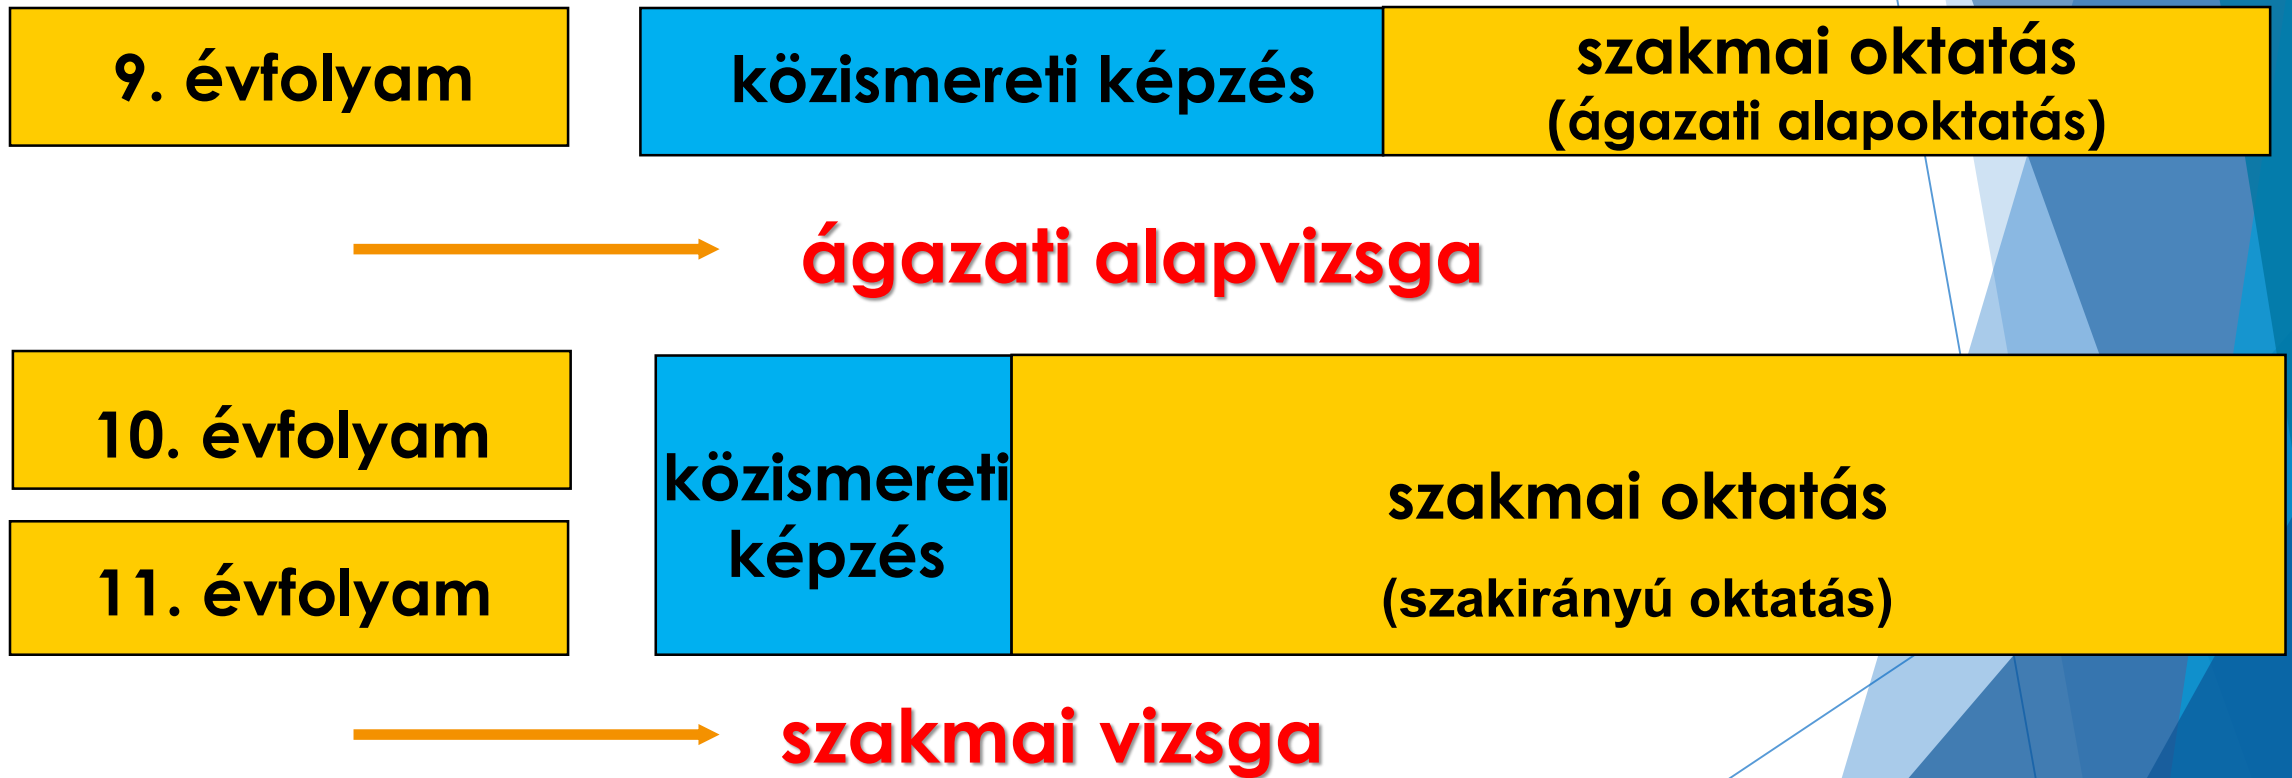 9. évfolyam
közismereti képzés
szakmai oktatás
(ágazati alapoktatás)
ágazati alapvizsga
10. évfolyam
11. évfolyam
közismereti
képzés
szakmai oktatás
(szakirányú oktatás)
szakmai vizsga